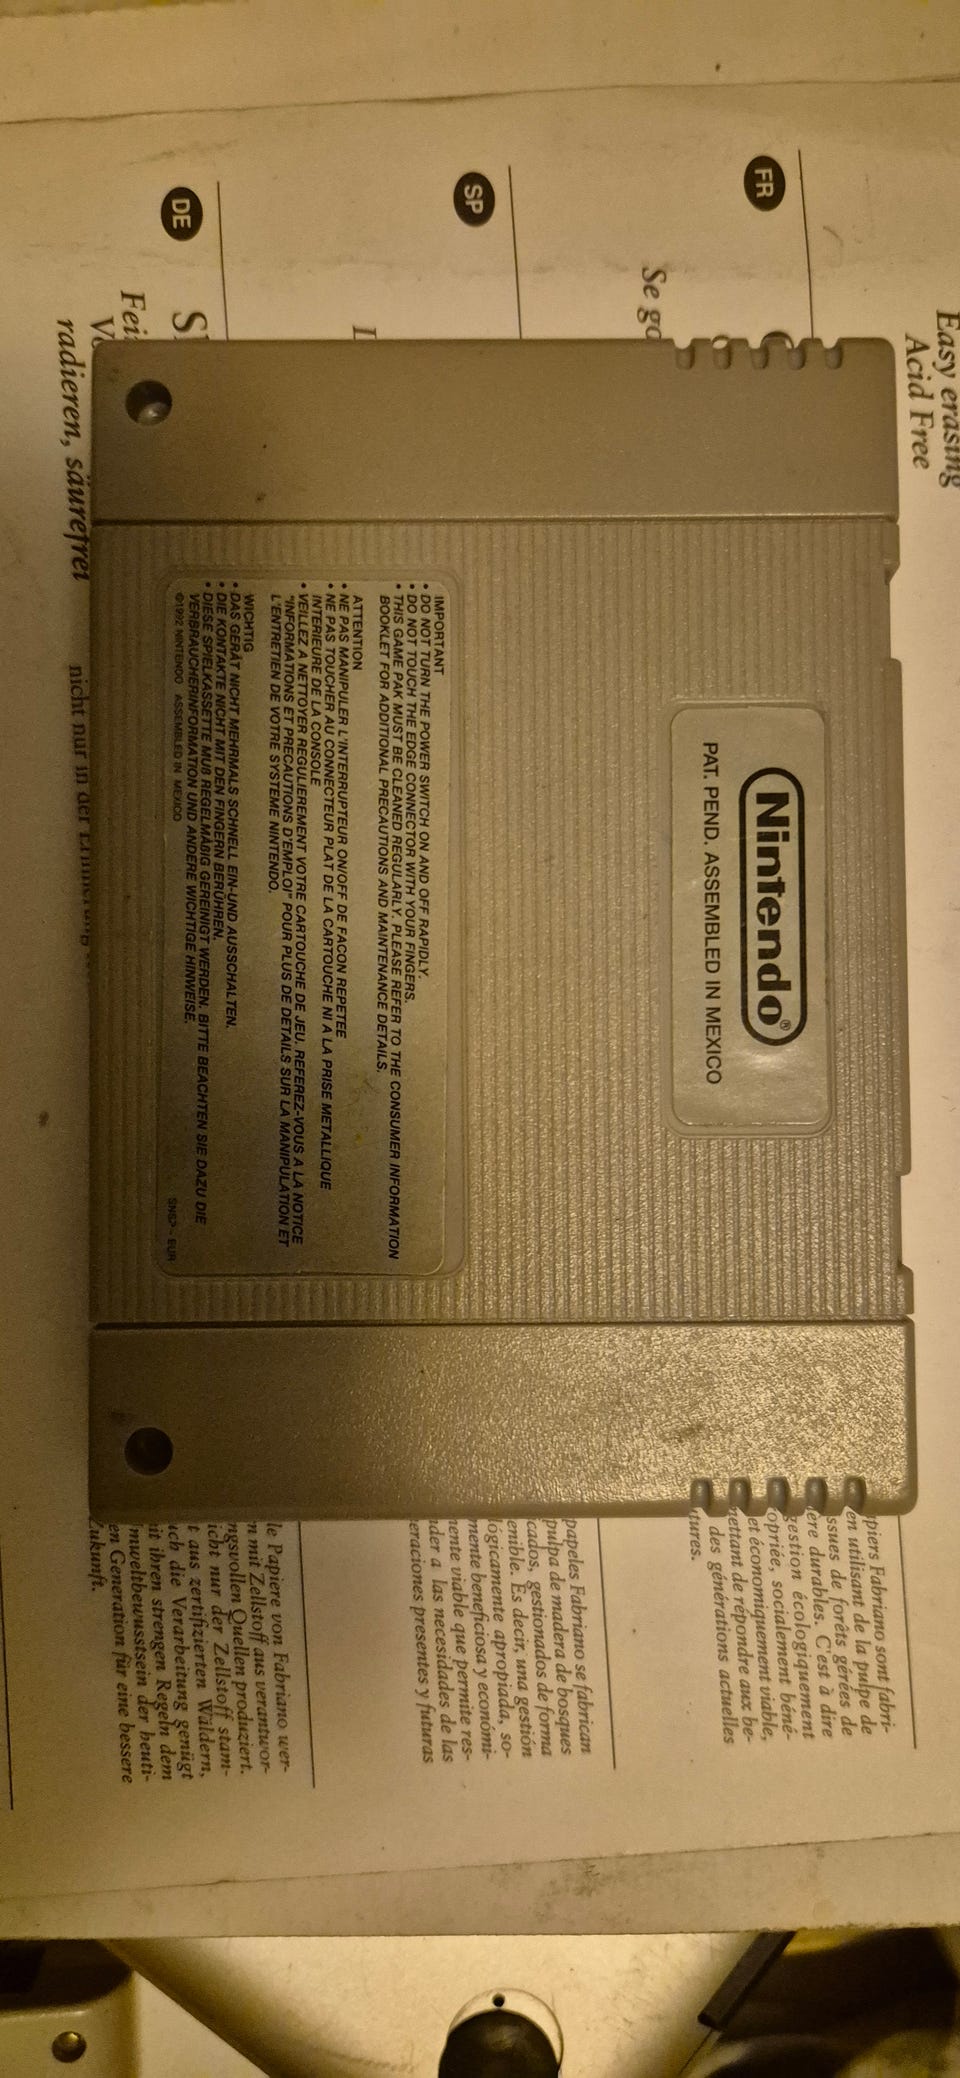 Nintendo®
PAT. PEND. ASSEMBLED IN MEXICO
IMPORTANT
• DO NOT TURN THE POWER SWITCH ON AND OFF RAPIDLY.
• DO NOT TOUCH THE EDGE CONNECTOR WITH YOUR FINGERS.
• THIS GAME PAK MUST BE CLEANED REGULARLY. PLEASE REFER TO THE CONSUMER INFORMATION
BOOKLET FOR ADDITIONAL PRECAUTIONS AND MAINTENANCE DETAILS.
ATTENTION
• NE PAS MANIPULER L'INTERRUPTEUR ON/OFF DE FACON REPETEE
• NE PAS TOUCHER AU CONNECTEUR PLAT DE LA CARTOUCHE NI A LA PRISE METALLIQUE
INTERIEURE DE LA CONSOLE
• VEILLEZ A NETTOYER REGULIEREMENT VOTRE CARTOUCHE DE JEU. REFEREZ-VOUS A LA NOTICE
"INFORMATIONS ET PRECAUTIONS D'EMPLOI" POUR PLUS DE DETAILS SUR LA MANIPULATION ET
L'ENTRETIEN DE VOTRE SYSTEME NINTENDO.
WICHTIG
• DAS GERÄT NICHT MEHRMALS SCHNELL EIN-UND AUSSCHALTEN.
• DIE KONTAKTE NICHT MIT DEN FINGERN BERÜHREN.
• DIESE SPIELKASSETTE MUß REGELMÄßIG GEREINIGT WERDEN. BITTE BEACHTEN SIE DAZU DIE
VERBRAUCHERINFORMATION UND ANDERE WICHTIGE HINWEISE.
©1992 NINTENDO ASSEMBLED IN MEXICO SNSP - EUR
Easy erasing
Acid Free
FR
piers Fabriano sont fabri-
en utilisant de la pulpe de
ssues de forêts gérées de
ère durables. C'est à dire
gestion écologiquement
opriée, socialement béné-
et économiquement viable,
mettant de répondre aux be-
des générations actuelles
tures.
SP
Se go
papeles Fabriano se fabrican
pulpa de madera de bosques
cados, gestionados de forma
enible. Es decir, una gestión
lógicamente apropiada, so-
mente beneficiosa y económi-
mente viable que permite res-
nder a las necesidades de las
eraciones presentes y futuras
DE
Fei
radieren, säurefrei
nicht nur in der
le Papiere von Fabriano wer-
n mit Zellstoff aus verantwor-
ngsvollen Quellen produziert.
icht nur der Zellstoff stam-
t aus zertifizierten Wäldern,
uch die Verarbeitung genügt
it ihren strengen Regeln dem
mweltbewusstsein der heuti-
en Generation für eine bessere
Zukunft.